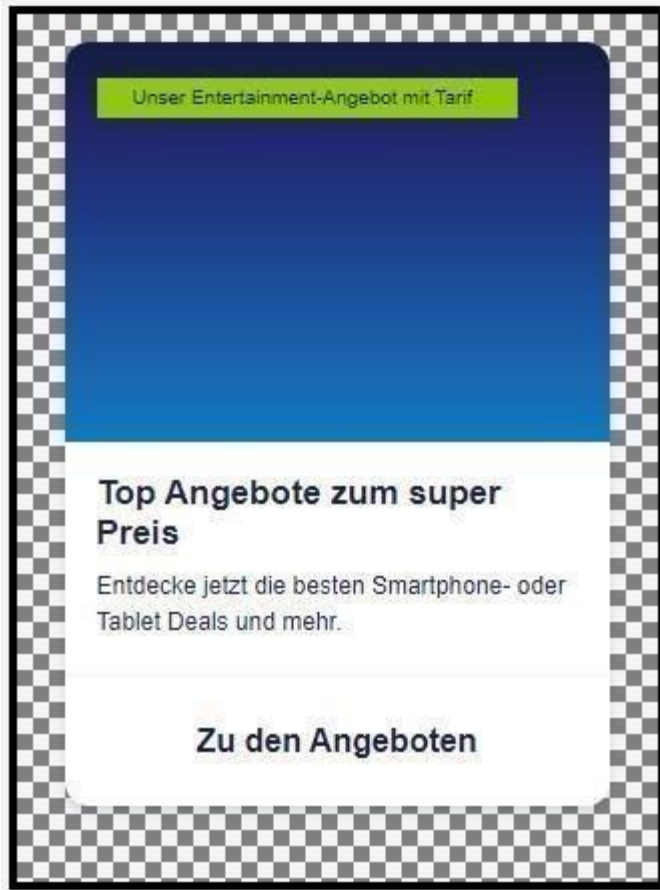 Unser Entertainment-Angebot mit Tarif
Top Angebote zum super
Preis
Entdecke jetzt die besten Smartphone- oder
Tablet Deals und mehr.
Zu den Angeboten